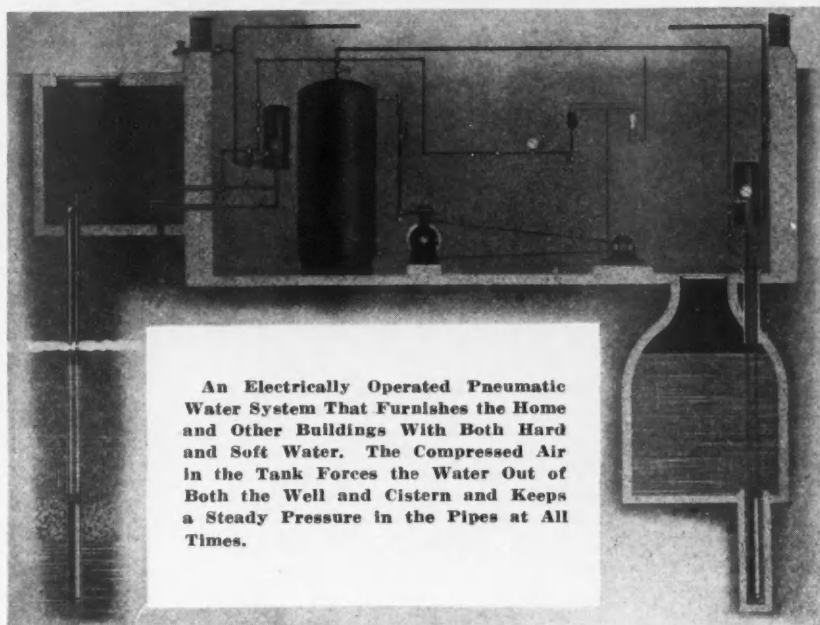 An Electrically Operated Pneumatic
Water System That Furnishes the Home
and Other Buildings With Both Hard
and Soft Water. The Compressed Air
in the Tank Forces the Water Out of
Both the Well and Cistern and Keeps
a Steady Pressure in the Pipes at All
Times.